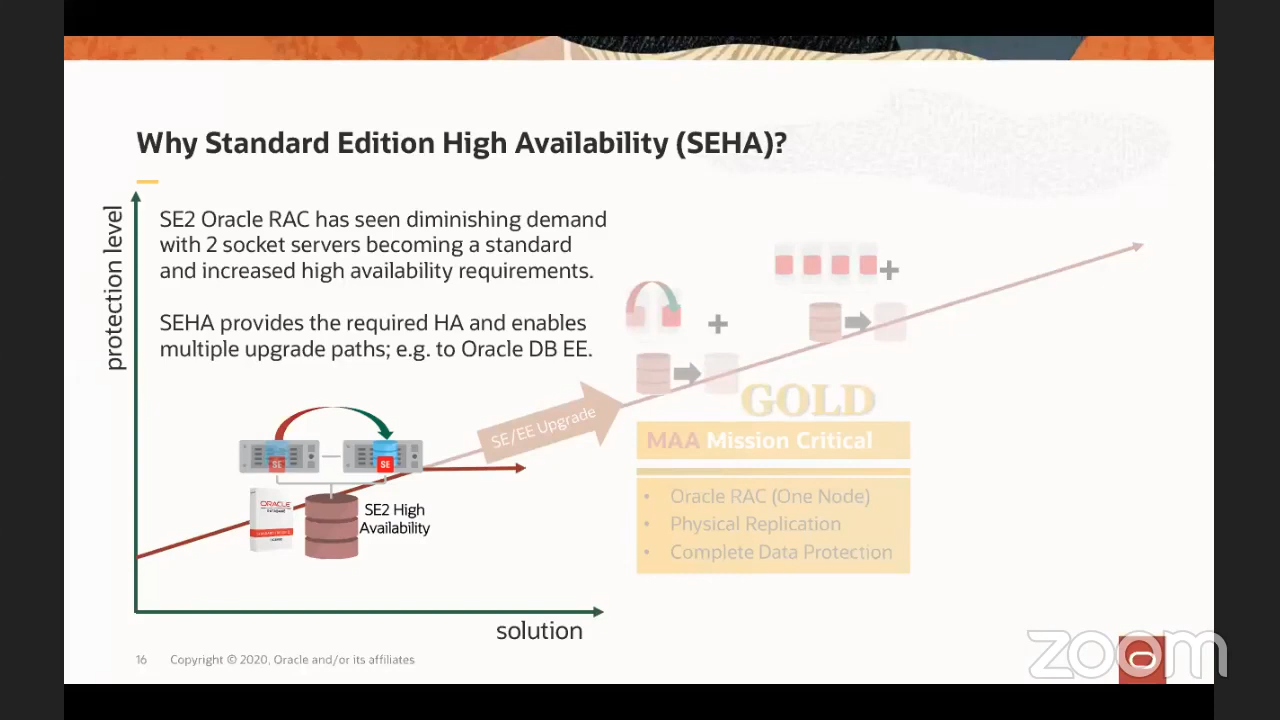 Why Standard Edition High Availability (SEHA)?
protection level
SE2 Oracle RAC has seen diminishing demand
with 2 socket servers becoming a standard
and increased high availability requirements.
SEHA provides the required HA and enables
multiple upgrade paths; e.g. to Oracle DB EE.
+
+
SE/EE Upgrade
GOLD
MAA Mission Critical
• Oracle RAC (One Node)
• Physical Replication
• Complete Data Protection
SE
SE
ORACLE
SE2 High
Availability
solution
16
Copyright © 2020, Oracle and/or its affiliates
zoom